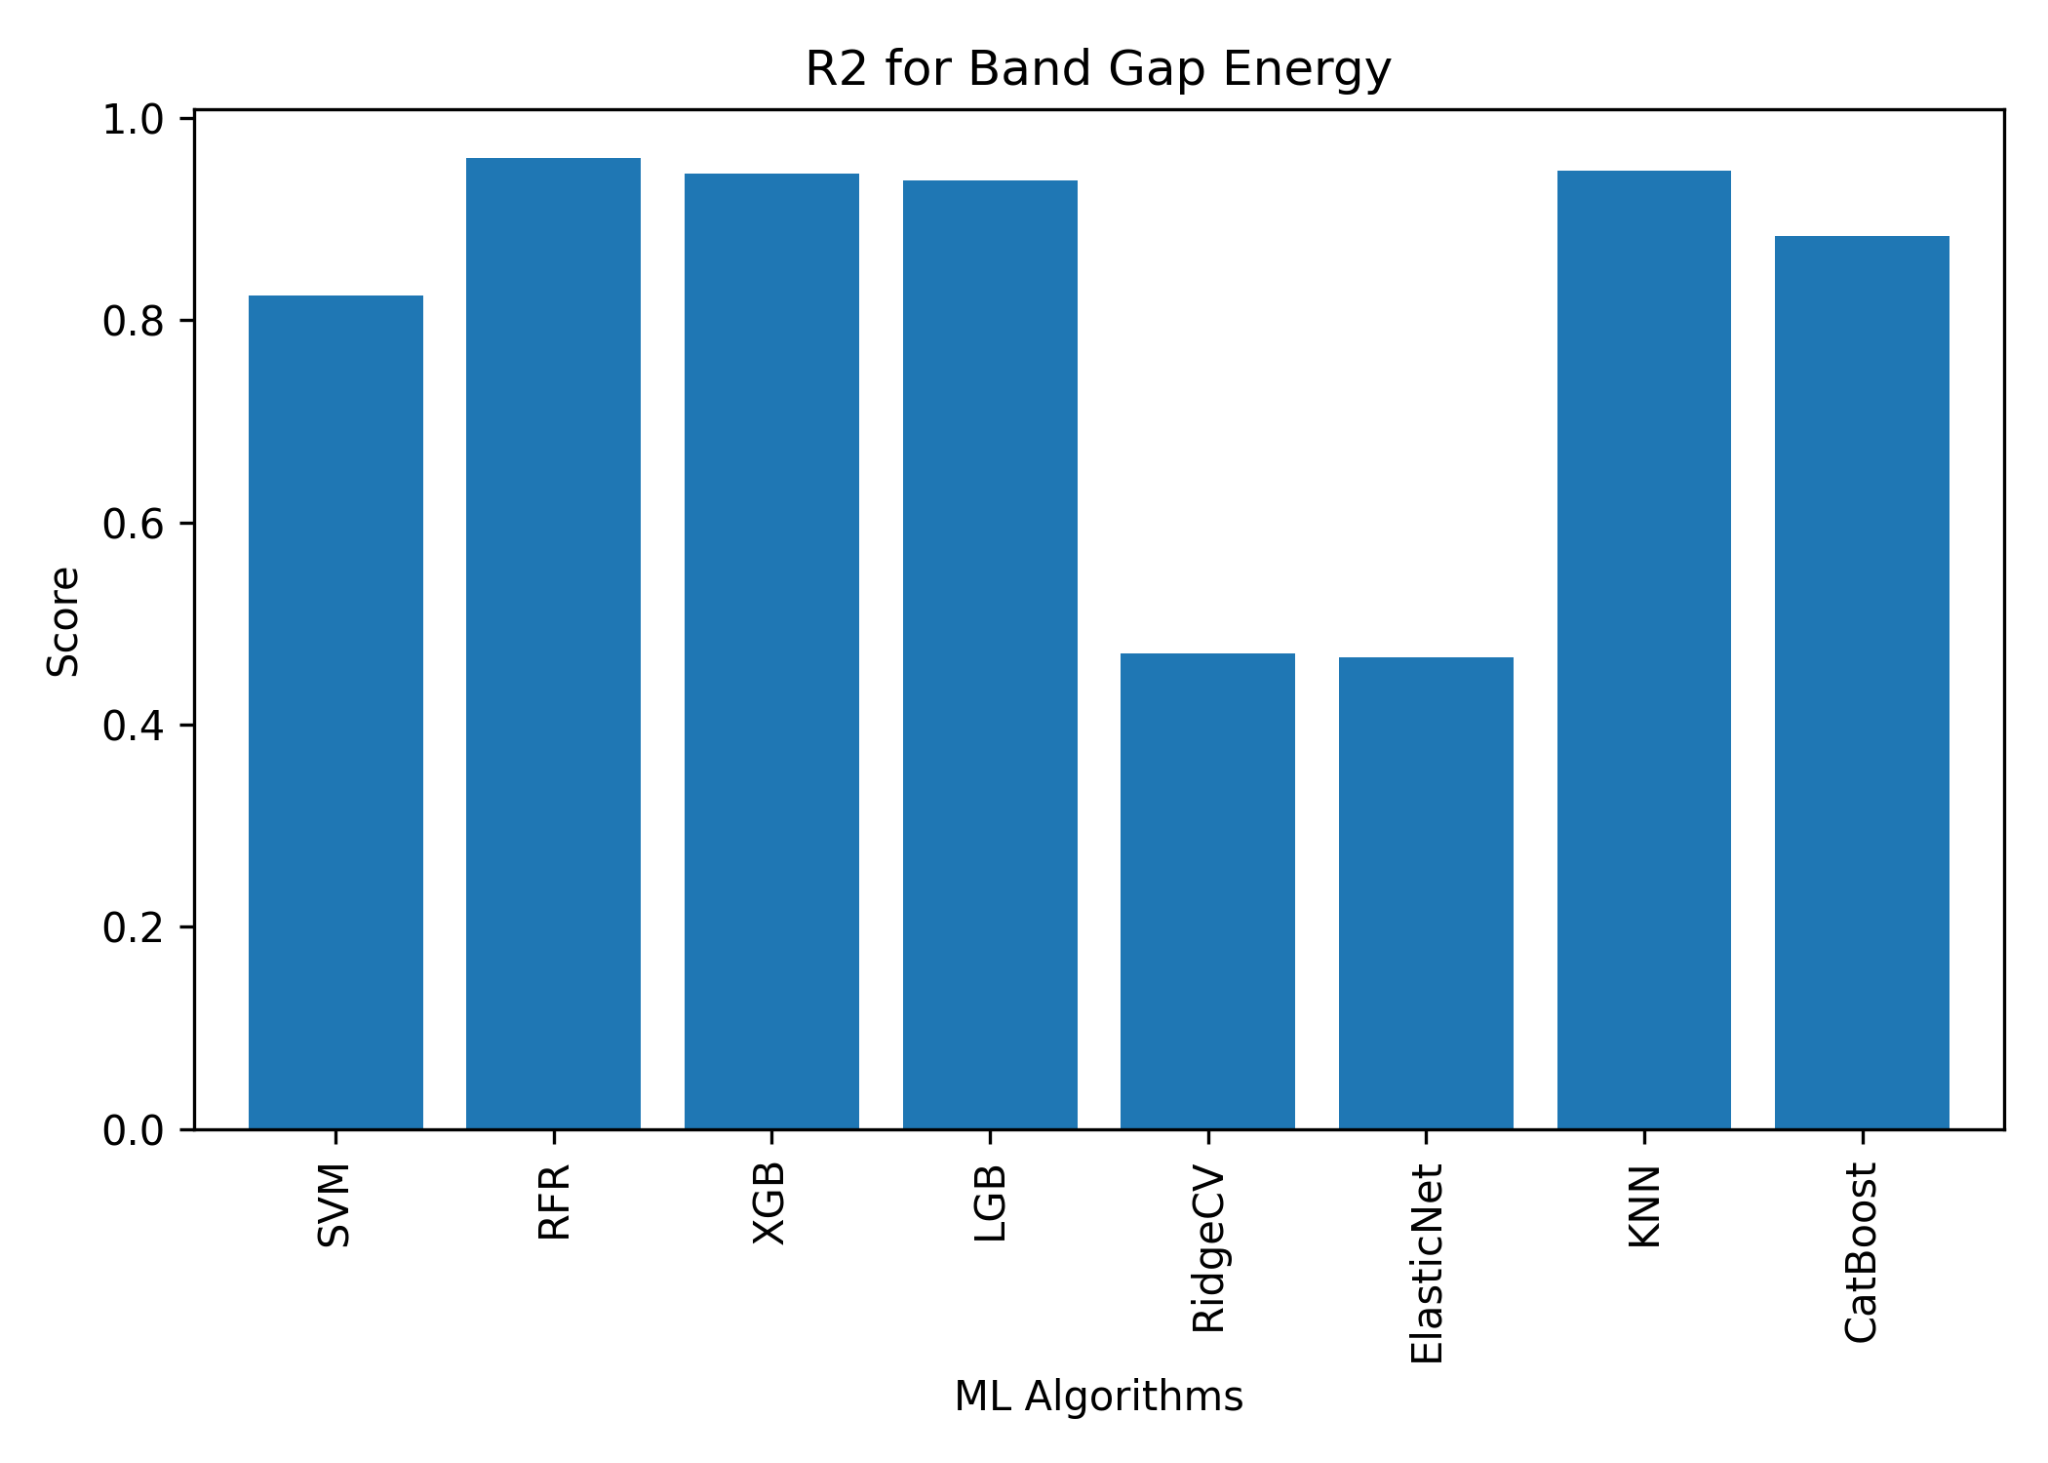 R2 for Band Gap Energy
1.0
0.8
0.6
0.4
0.2
0.0
Score
SVM
RFR
XGB
LGB
RidgeCV
ElasticNet
KNN
CatBoost
ML Algorithms